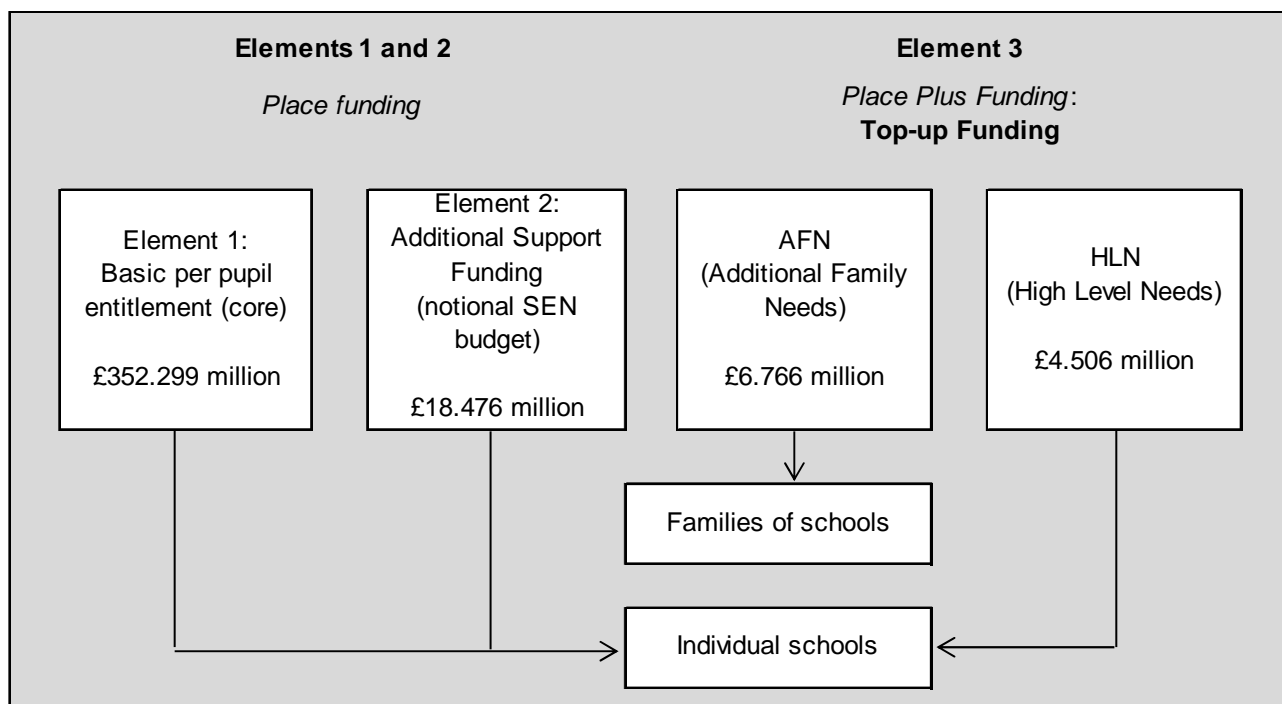 Elements 1 and 2
Place funding
Element 3
Place Plus Funding:
Top-up Funding
Element 1:
Basic per pupil
entitlement (core)
£352.299 million
Element 2:
Additional Support
Funding
(notional SEN
budget)
£18.476 million
AFN
(Additional Family
Needs)
£6.766 million
HLN
(High Level Needs)
£4.506 million
Families of schools
Individual schools